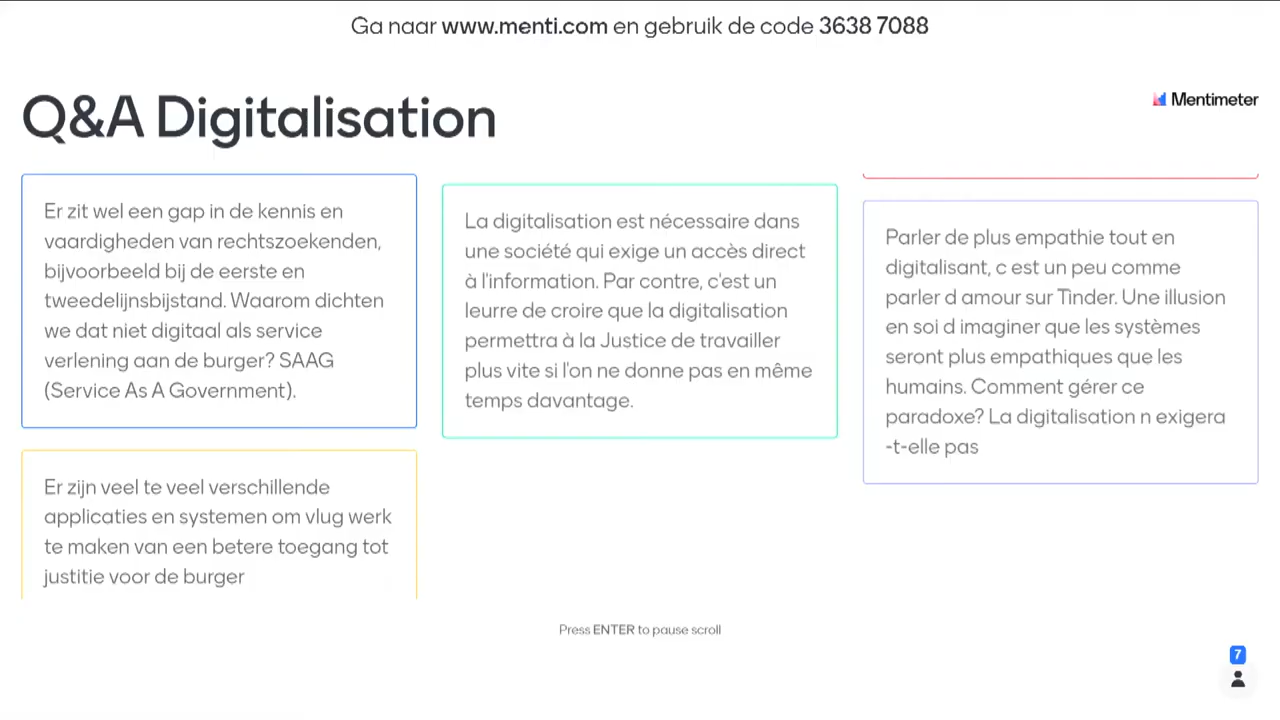 Ga naar www.menti.com en gebruik de code 3638 7088
Q&A Digitalisation
Mentimeter
Er zit wel een gap in de kennis en
vaardigheden van rechtszoekenden,
bijvoorbeeld bij de eerste en
tweedelijnsbijstand. Waarom dichten
we dat niet digitaal als service
verlening aan de burger? SAAG
(Service As A Government).
Er zijn veel te veel verschillende
applicaties en systemen om vlug werk
te maken van een betere toegang tot
justitie voor de burger
La digitalisation est nécessaire dans
une société qui exige un accès direct
à l'information. Par contre, c'est un
leurre de croire que la digitalisation
permettra à la Justice de travailler
plus vite si l'on ne donne pas en même
temps davantage.
Parler de plus empathie tout en
digitalisant, c est un peu comme
parler d amour sur Tinder. Une illusion
en soi d imaginer que les systèmes
seront plus empathiques que les
humains. Comment gérer ce
paradoxe? La digitalisation n exigera
-t-elle pas
Press ENTER to pause scroll
7